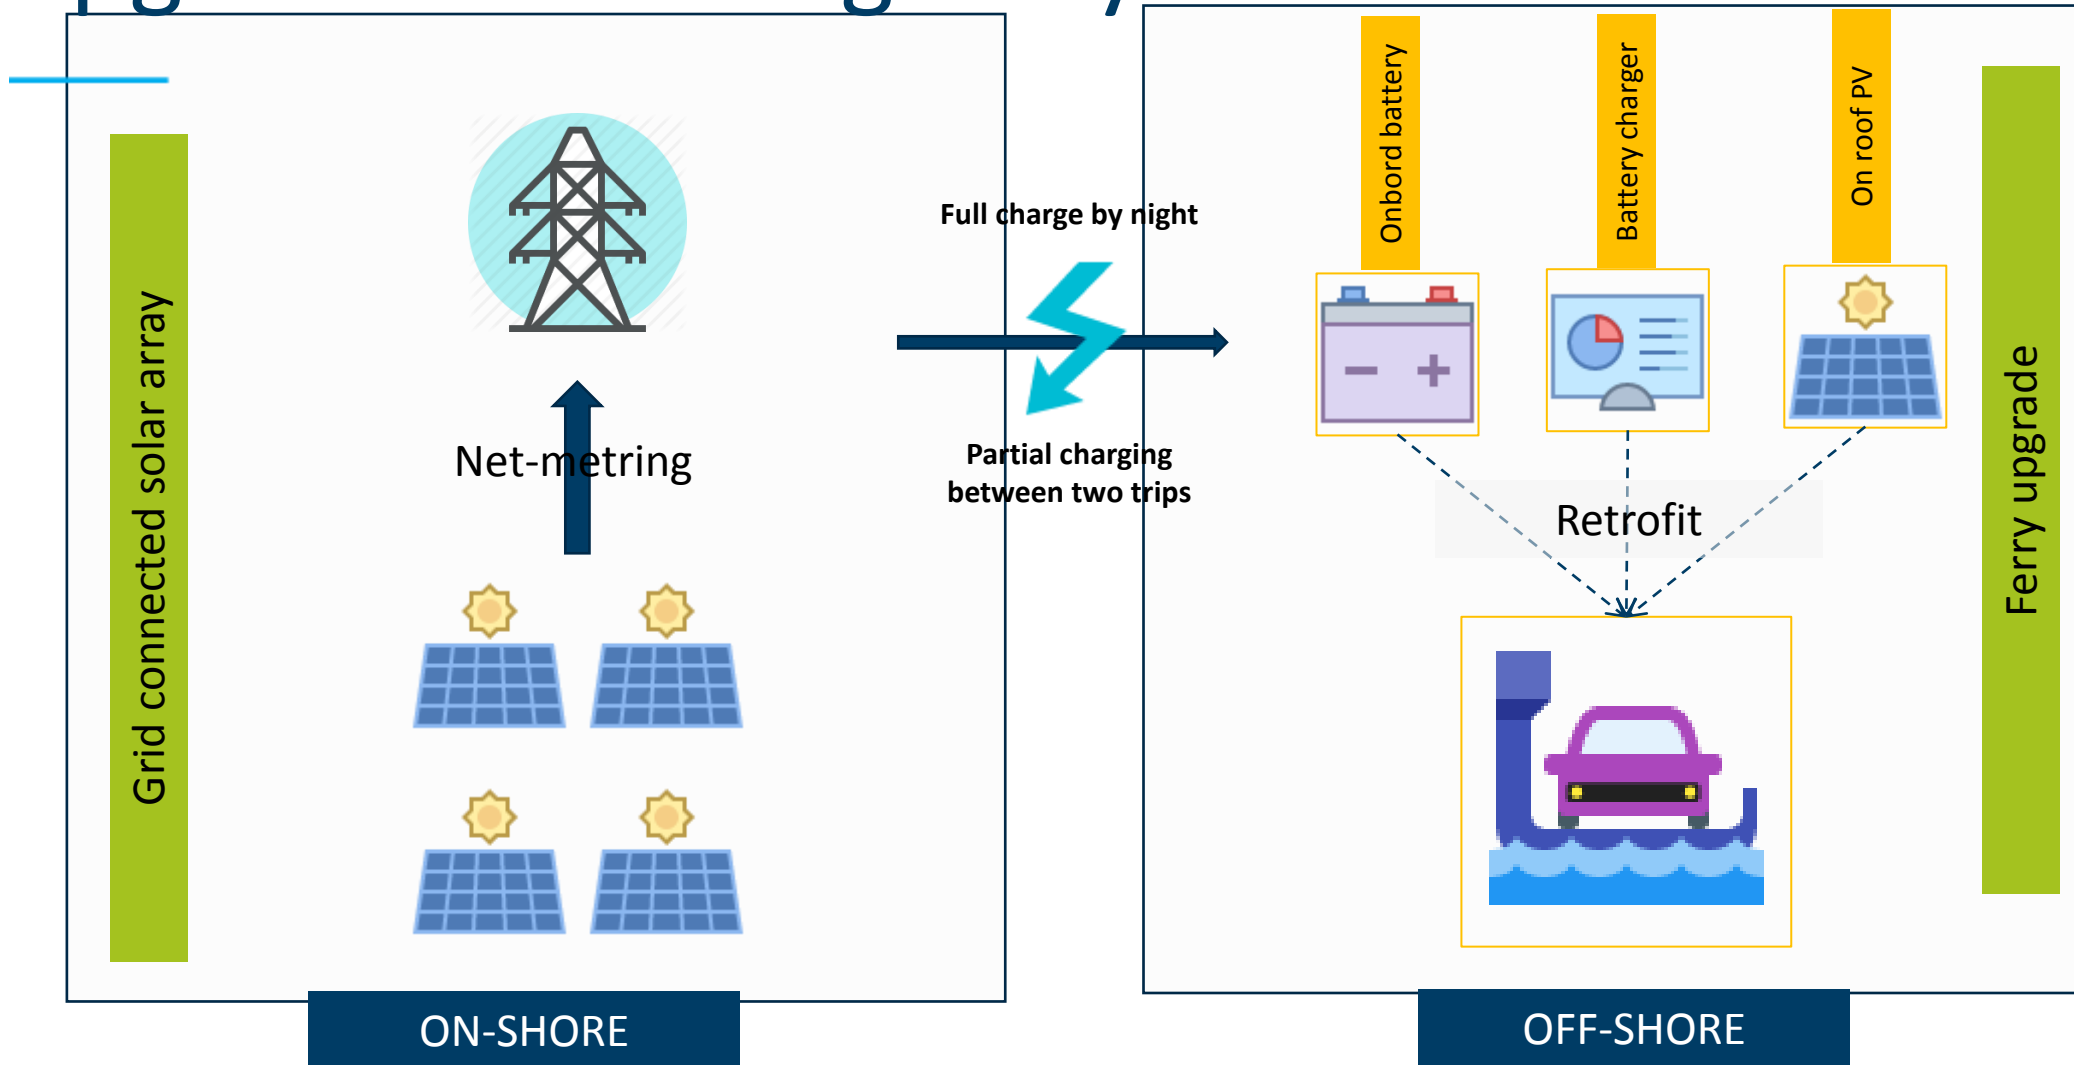 Grid connected solar array
Net-metring
ON-SHORE
Full charge by night
Partial charging
between two trips
Onbord battery
Battery charger
On roof PV
Retrofit
Ferry upgrade
OFF-SHORE